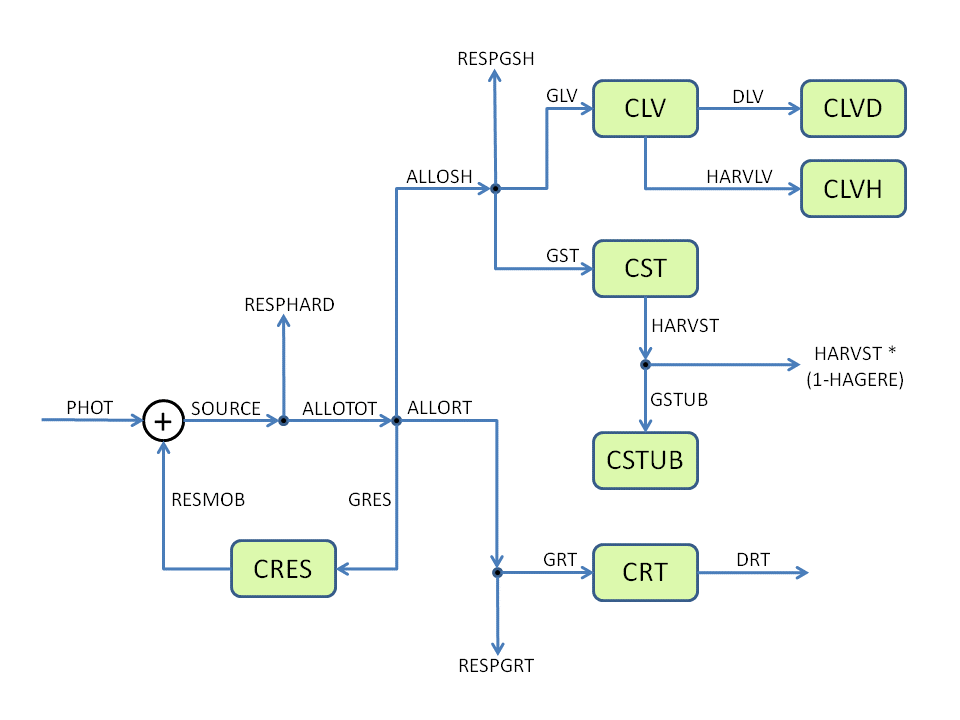 RESPGSH
GLV
CLV
DLV
CLVD
ALLOSH
HARVLV
CLVH
GST
CST
RESPHARD
HARVST
HARVST *
(1-HAGERE)
PHOT
+
SOURCE
ALLOTOT
ALLORT
GSTUB
CSTUB
RESMOB
GRES
CRES
GRT
CRT
DRT
RESPGRT